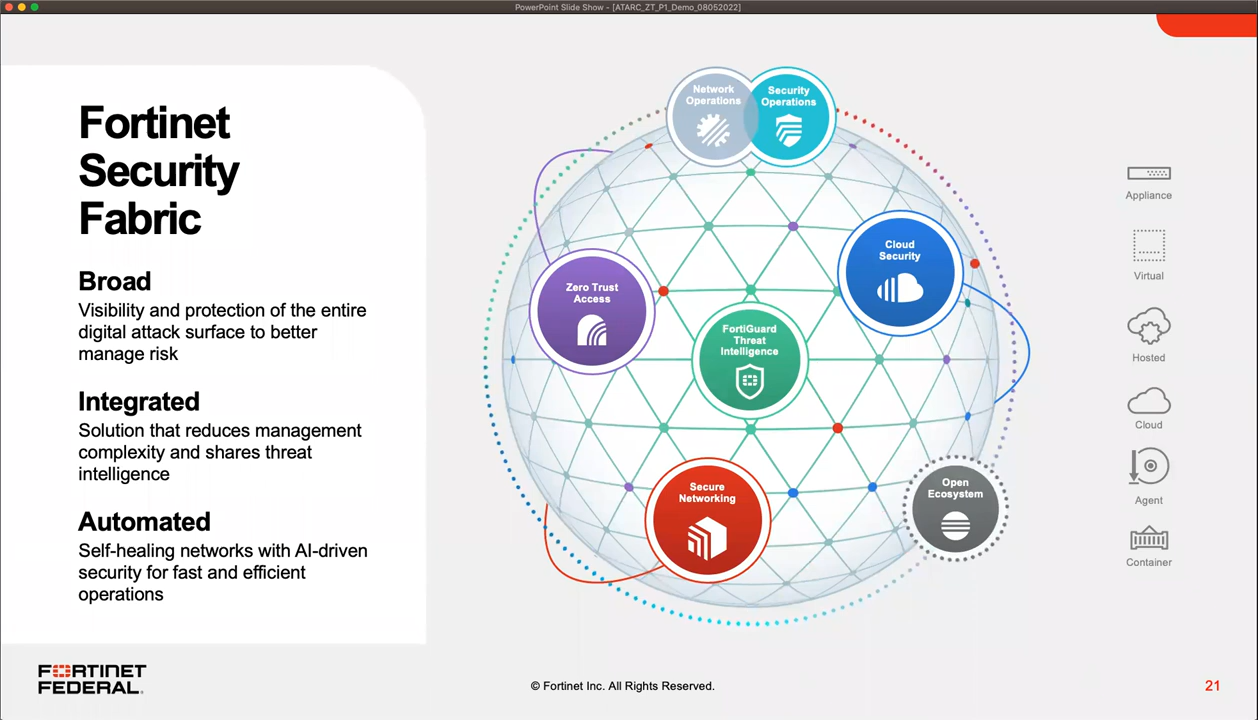 PowerPoint Slide Show - [ATARC_ZT_P1_Demo_08052022]
Fortinet
Security
Fabric
Broad
Visibility and protection of the entire
digital attack surface to better
manage risk
Integrated
Solution that reduces management
complexity and shares threat
intelligence
Automated
Self-healing networks with AI-driven
security for fast and efficient
operations
Network
Operations
Security
Operations
Cloud
Security
Zero Trust
Access
FortiGuard
Threat
Intelligence
Secure
Networking
Open
Ecosystem
Appliance
Virtual
Hosted
Cloud
Agent
Container
FORTINET
FEDERAL
© Fortinet Inc. All Rights Reserved.
21